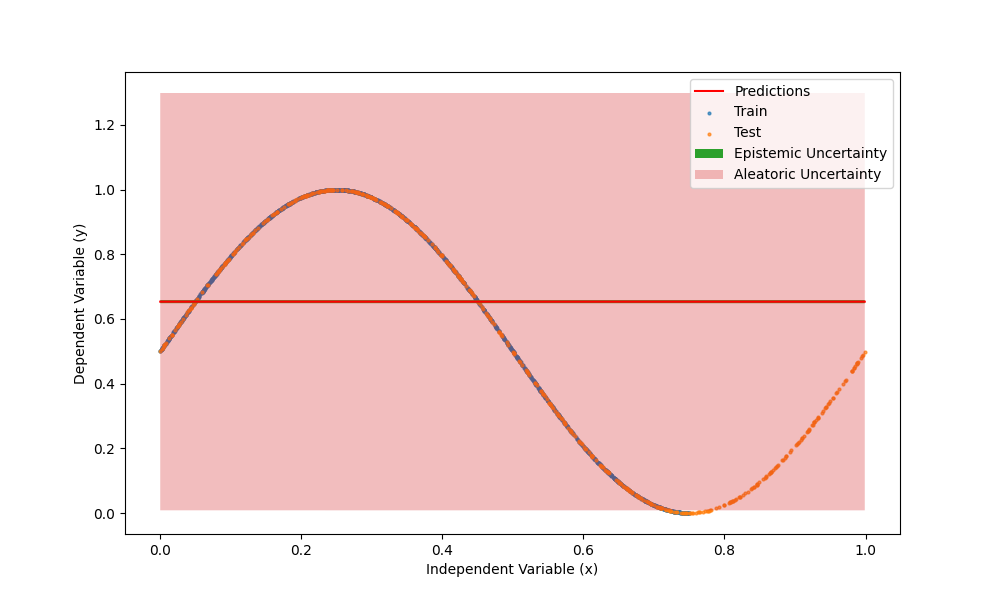 Predictions
Train
Test
Epistemic Uncertainty
Aleatoric Uncertainty
1.2
1.0
0.8
0.6
0.4
0.2
0.0
Dependent Variable (y)
0.0 0.2 0.4 0.6 0.8 1.0
Independent Variable (x)